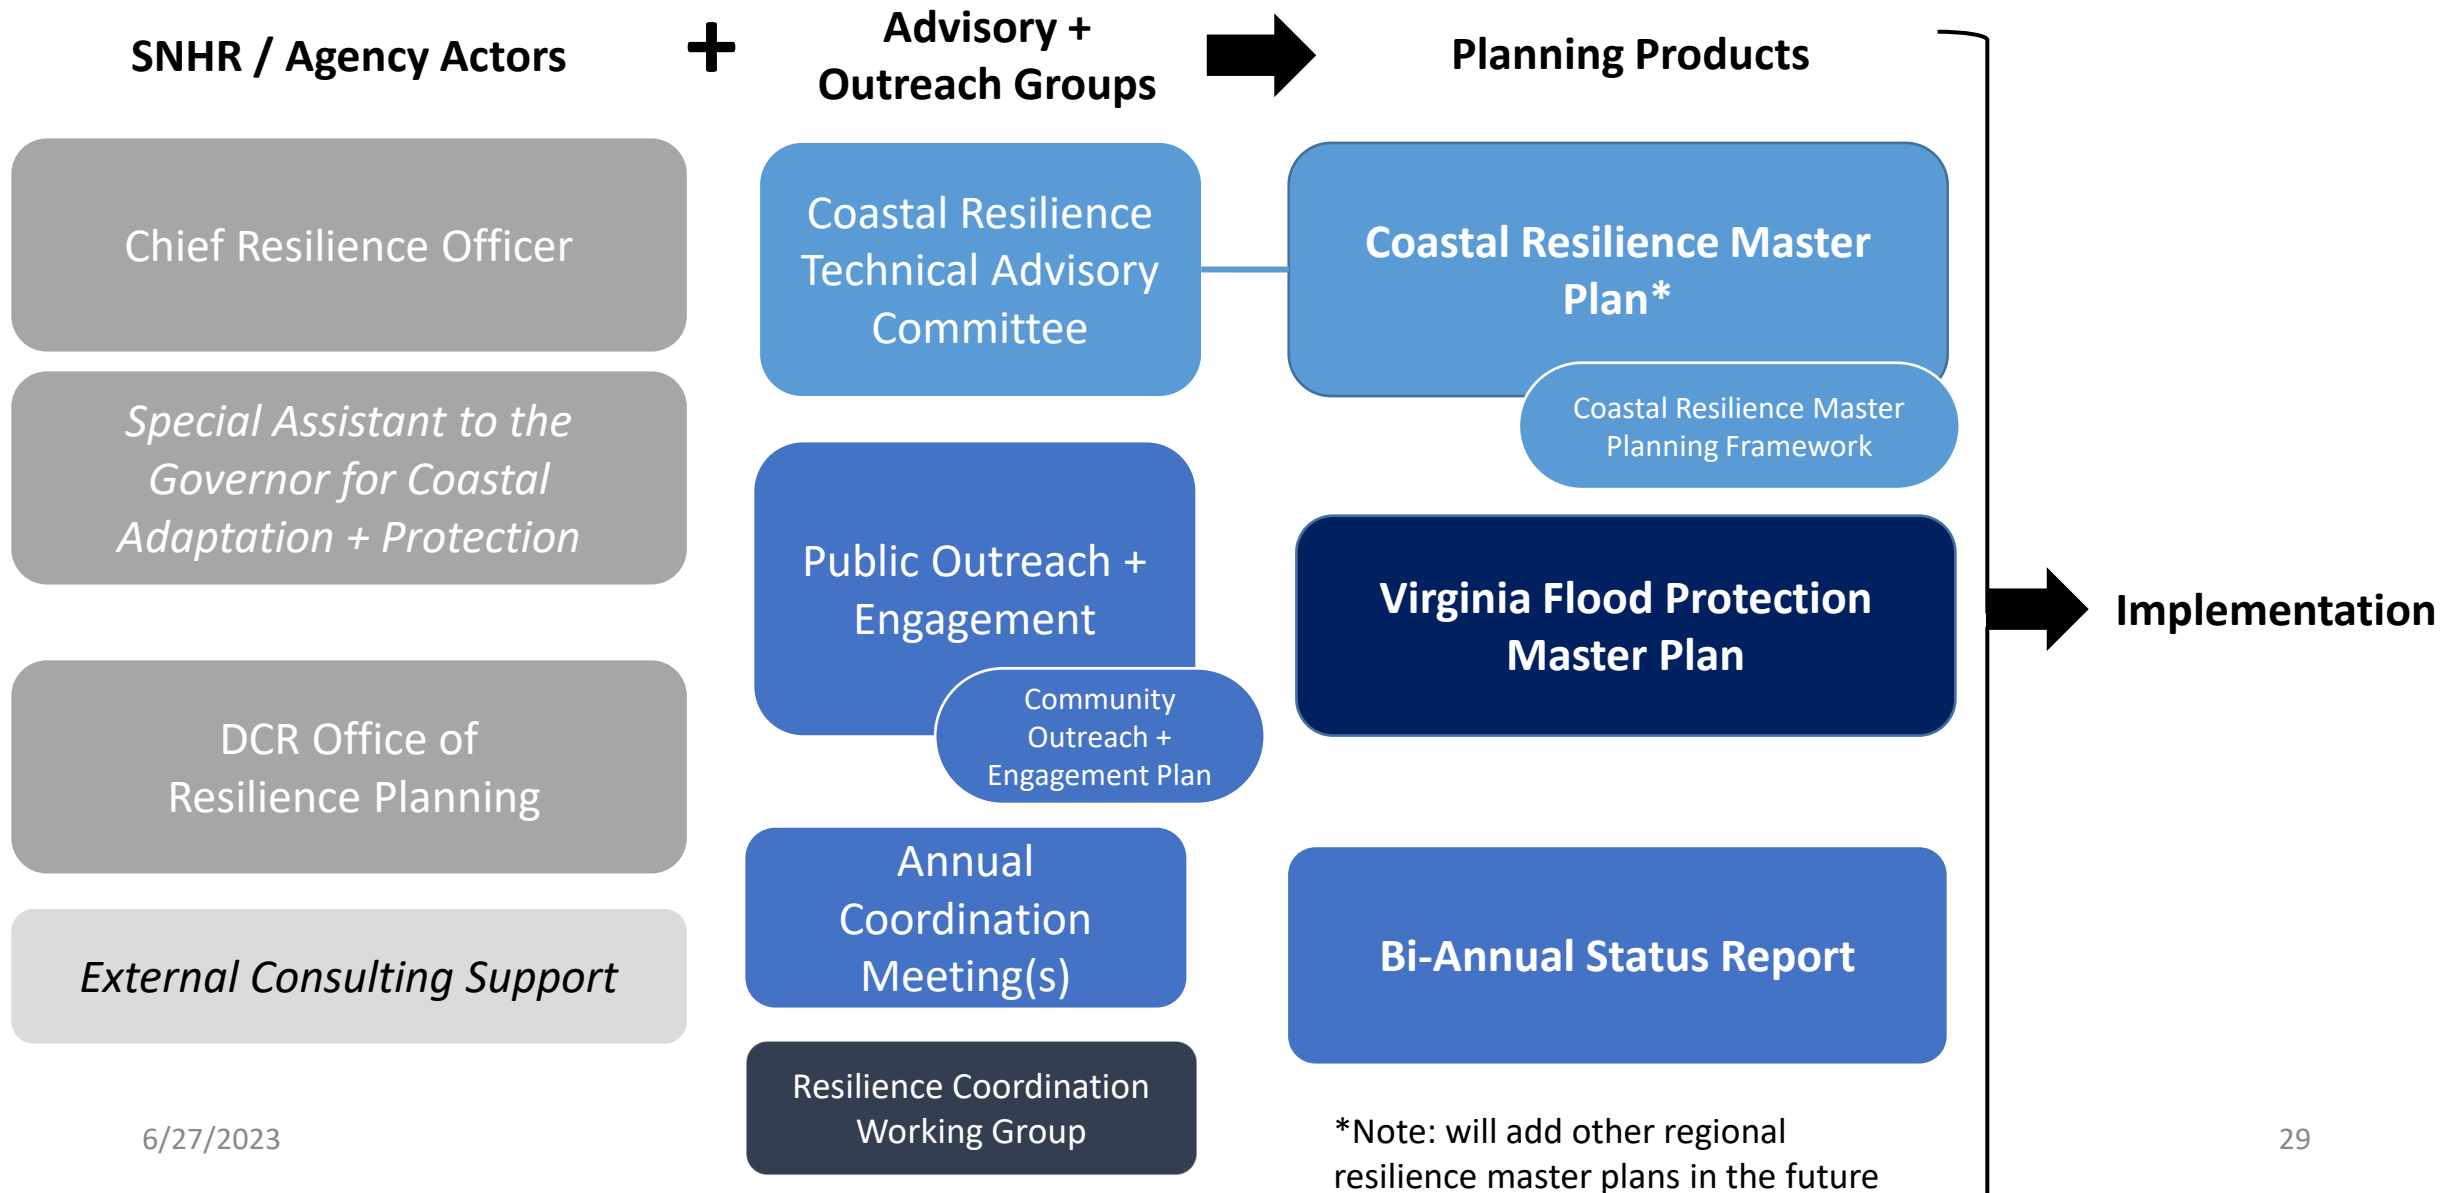 SNHR / Agency Actors
+
Advisory +
Outreach Groups
Planning Products
Chief Resilience Officer
Special Assistant to the
Governor for Coastal
Adaptation + Protection
DCR Office of
Resilience Planning
External Consulting Support
Coastal Resilience
Technical Advisory
Committee
Public Outreach +
Engagement
Community
Outreach +
Engagement Plan
Annual
Coordination
Meeting(s)
Resilience Coordination
Working Group
Coastal Resilience Master
Plan*
Coastal Resilience Master
Planning Framework
Virginia Flood Protection
Master Plan
Bi-Annual Status Report
*Note: will add other regional
resilience master plans in the future
Implementation
6/27/2023
29